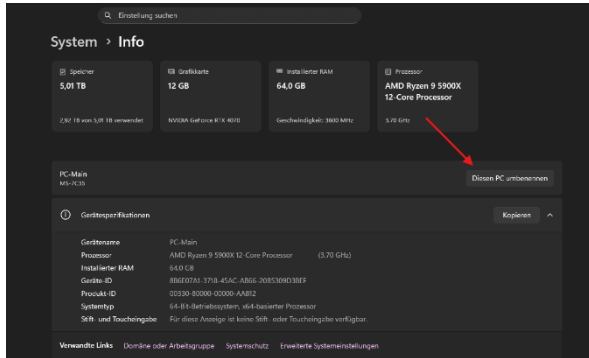 Einstellung suchen
System > Info
Speicher
5,01 TB
2,92 TB von 5,01 TB verwendet
Grafikkarte
12 GB
NVIDIA GeForce RTX 4070
Installierter RAM
64,0 GB
Geschwindigkeit: 3600 MHz
Prozessor
AMD Ryzen 9 5900X
12-Core Processor
3.70 GHz
PC-Main
MS-7C35
Diesen PC umbenennen
Gerätespezifikationen
Kopieren
Gerätename PC-Main
Prozessor AMD Ryzen 9 5900X 12-Core Processor (3.70 GHz)
Installierter RAM 64,0 GB
Geräte-ID
Produkt-ID 00330-80000-00000-AA812
Systemtyp 64-Bit-Betriebssystem, x64-basierter Prozessor
Stift- und Toucheingabe Für diese Anzeige ist keine Stift- oder Toucheingabe verfügbar.
Verwandte Links Domäne oder Arbeitsgruppe Systemschutz Erweiterte Systemeinstellungen